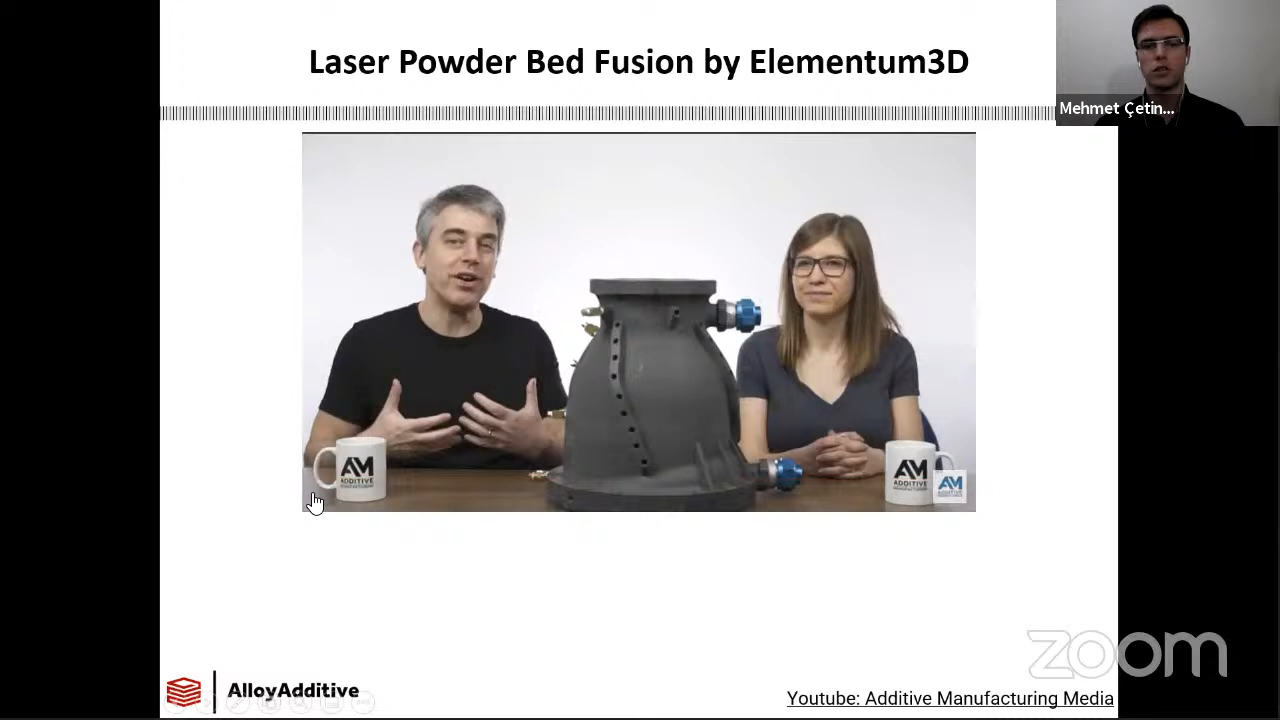 Laser Powder Bed Fusion by Elementum3D
Mehmet Çetin...
AM
ADDITIVE
AM
ADDITIVE
AM
AlloyAdditive
Youtube: Additive Manufacturing Media
zoom